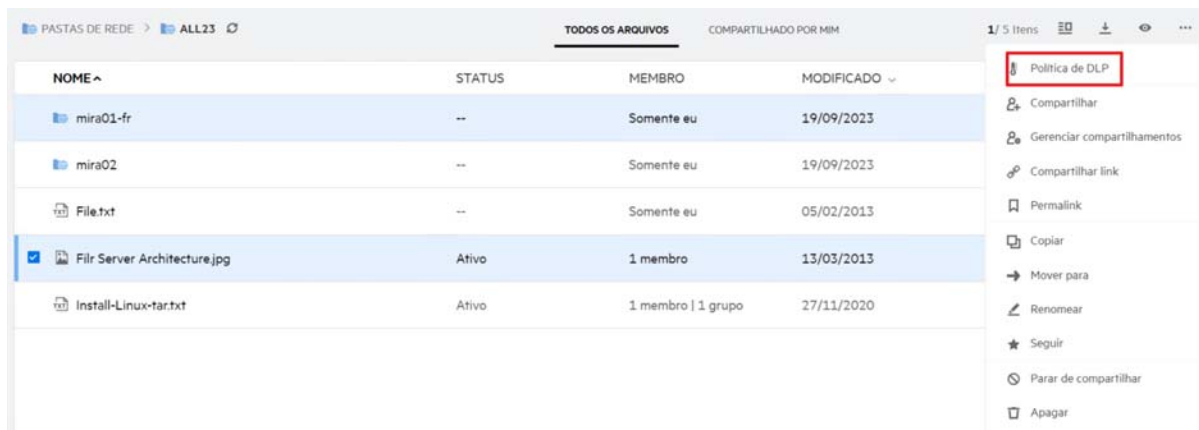 PASTAS DE REDE > ALL23 TODOS OS ARQUIVOS COMPARTILHADO POR MIM 1/ 5 Itens ...
NOME STATUS MEMBRO MODIFICADO
mira01-fr -- Somente eu 19/09/2023
mira02 -- Somente eu 19/09/2023
File.txt -- Somente eu 05/02/2013
Filr Server Architecture.jpg Ativo 1 membro 13/03/2013
Install-Linux-tar.txt Ativo 1 membro | 1 grupo 27/11/2020
Política de DLP
Compartilhar
Gerenciar compartilhamentos
Compartilhar link
Permalink
Copiar
Mover para
Renomear
Seguir
Parar de compartilhar
Apagar